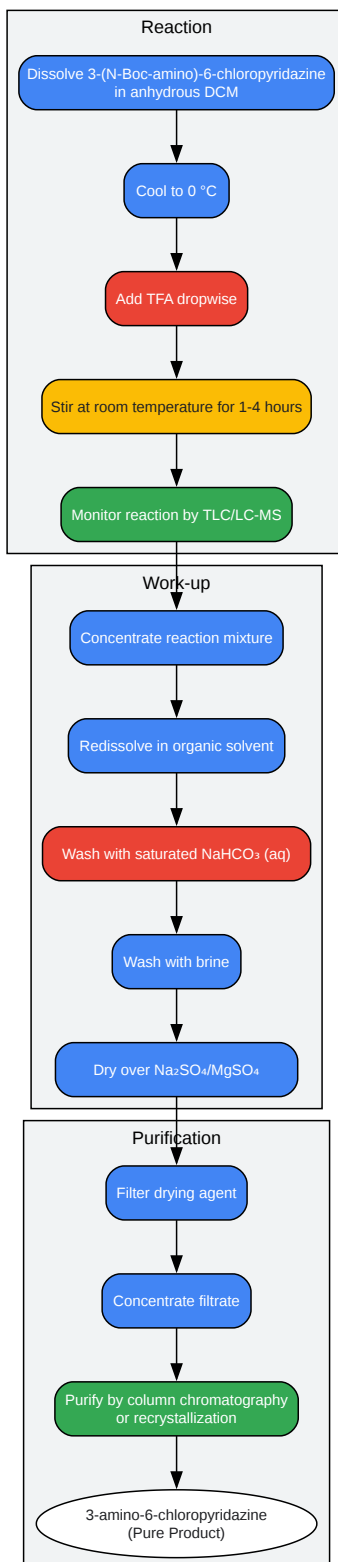 Reaction
Dissolve 3-(N-Boc-amino)-6-chloropyridazine
in anhydrous DCM
Cool to 0 °C
Add TFA dropwise
Stir at room temperature for 1-4 hours
Monitor reaction by TLC/LC-MS
Work-up
Concentrate reaction mixture
Redissolve in organic solvent
Wash with saturated NaHCO₃ (aq)
Wash with brine
Dry over Na₂SO₄/MgSO₄
Purification
Filter drying agent
Concentrate filtrate
Purify by column chromatography
or recrystallization
3-amino-6-chloropyridazine
(Pure Product)